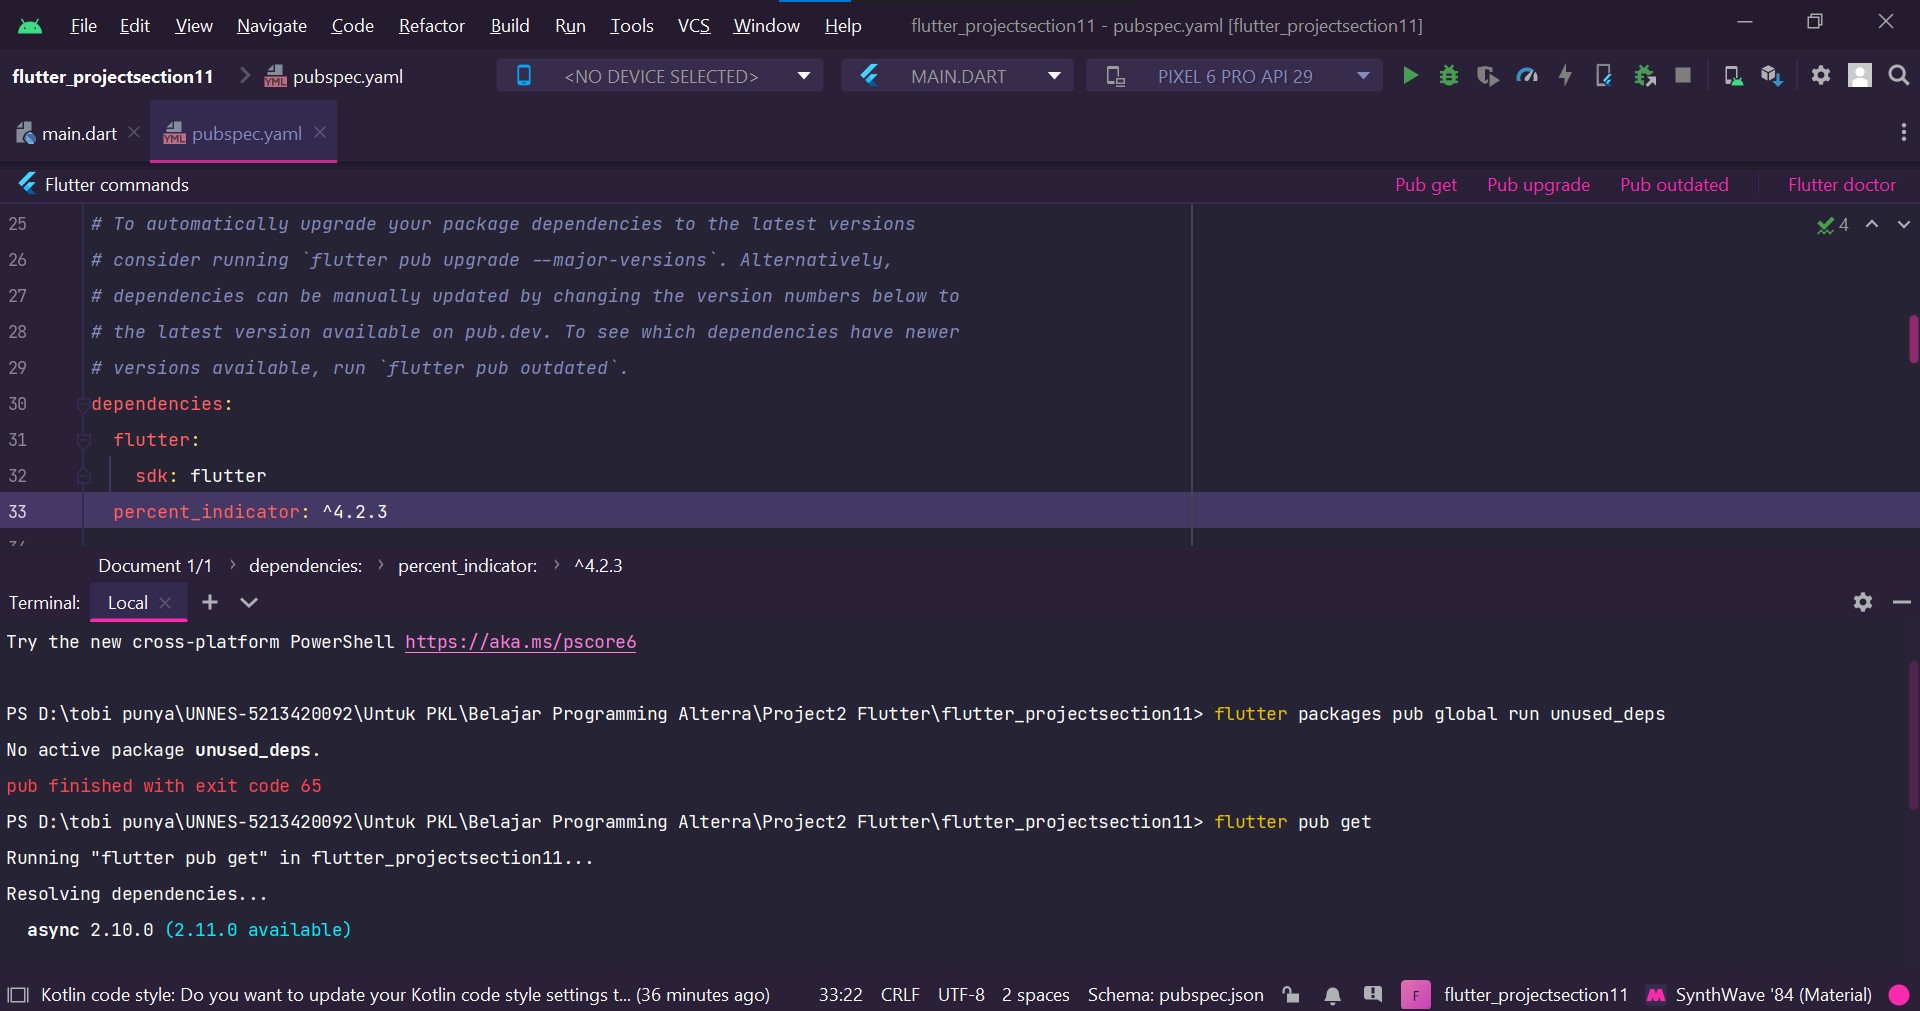 File Edit View Navigate Code Refactor Build Run Tools VCS Window Help flutter_projectsection11 - pubspec.yaml [flutter_projectsection11]
flutter_projectsection11 pubspec.yaml <NO DEVICE SELECTED> MAIN.DART PIXEL 6 PRO API 29
main.dart pubspec.yaml
Flutter commands Pub get Pub upgrade Pub outdated Flutter doctor
25 # To automatically upgrade your package dependencies to the latest versions 4
26 # consider running `flutter pub upgrade --major-versions`. Alternatively,
27 # dependencies can be manually updated by changing the version numbers below to
28 # the latest version available on pub.dev. To see which dependencies have newer
29 # versions available, run `flutter pub outdated`.
30 dependencies:
31 flutter:
32 sdk: flutter
33 percent_indicator: ^4.2.3
Document 1/1 › dependencies: › percent_indicator: › ^4.2.3
Terminal: Local
Try the new cross-platform PowerShell https://aka.ms/pscore6
PS D:\tobi punya\UNNES-5213420092\Untuk PKL\Belajar Programming Alterra\Project2 Flutter\flutter_projectsection11> flutter packages pub global run unused_deps
No active package unused_deps.
pub finished with exit code 65
PS D:\tobi punya\UNNES-5213420092\Untuk PKL\Belajar Programming Alterra\Project2 Flutter\flutter_projectsection11> flutter pub get
Running "flutter pub get" in flutter_projectsection11...
Resolving dependencies...
async 2.10.0 (2.11.0 available)
Kotlin code style: Do you want to update your Kotlin code style settings t... (36 minutes ago) 33:22 CRLF UTF-8 2 spaces Schema: pubspec.json F flutter_projectsection11 SynthWave '84 (Material)